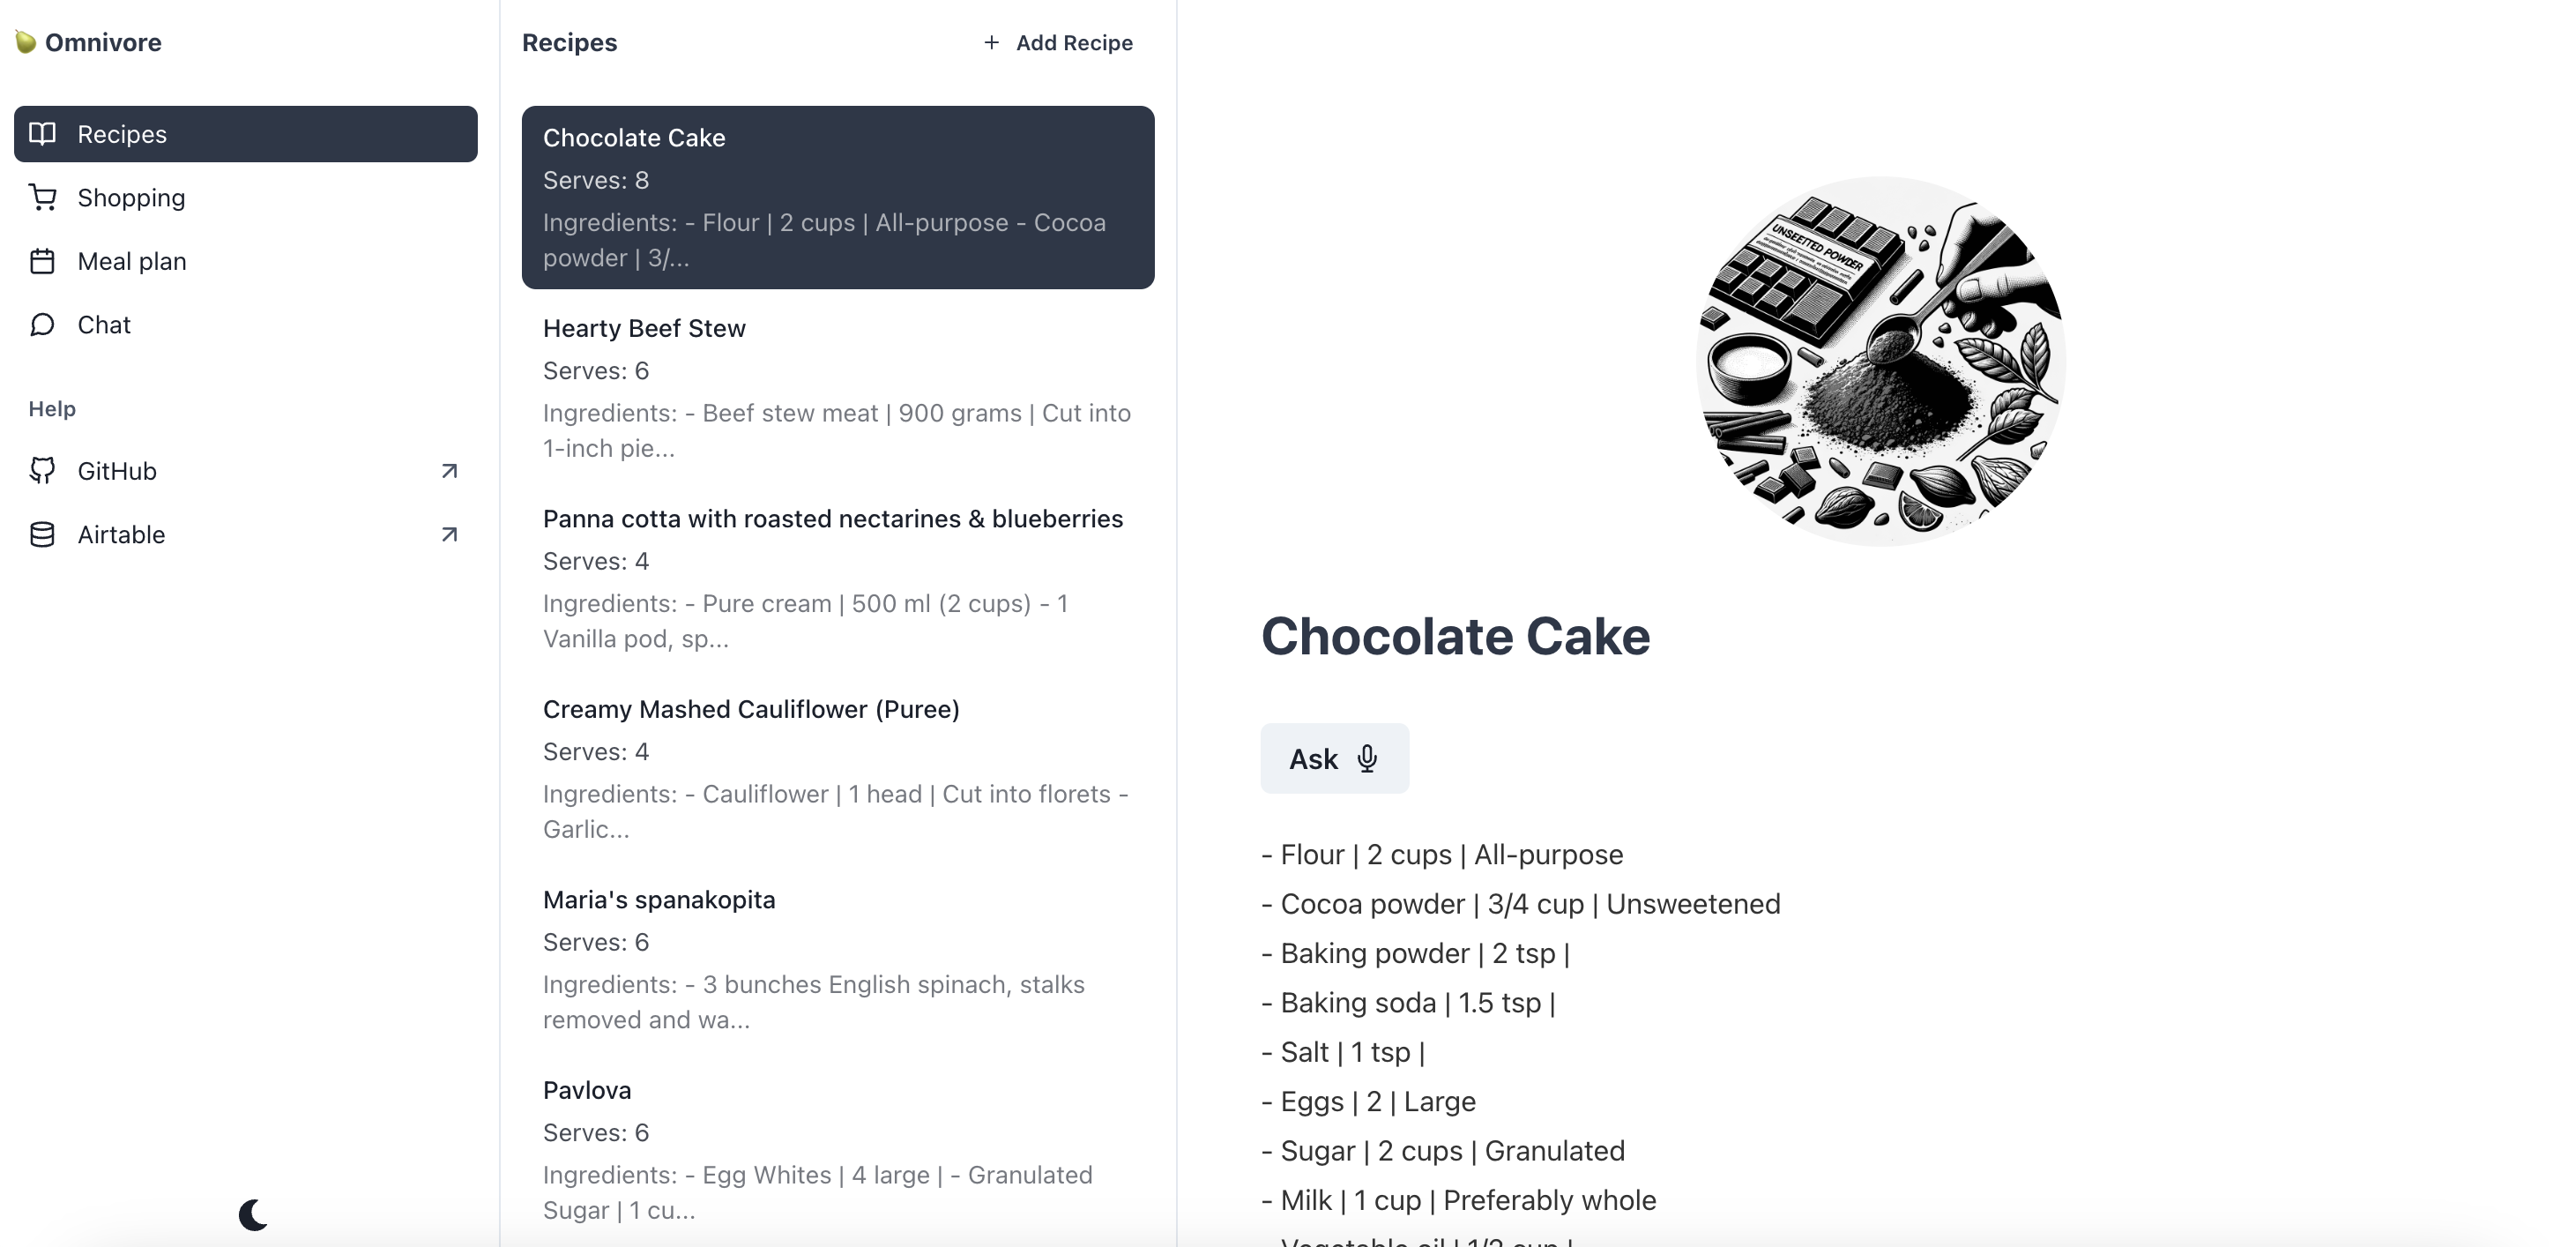 Omnivore
Recipes
Shopping
Meal plan
Chat
Help
GitHub
Airtable
Recipes
+ Add Recipe
Chocolate Cake
Serves: 8
Ingredients: - Flour | 2 cups | All-purpose - Cocoa
powder | 3/...
Hearty Beef Stew
Serves: 6
Ingredients: - Beef stew meat | 900 grams | Cut into
1-inch pie...
Panna cotta with roasted nectarines & blueberries
Serves: 4
Ingredients: - Pure cream | 500 ml (2 cups) - 1
Vanilla pod, sp...
Creamy Mashed Cauliflower (Puree)
Serves: 4
Ingredients: - Cauliflower | 1 head | Cut into florets -
Garlic...
Maria's spanakopita
Serves: 6
Ingredients: - 3 bunches English spinach, stalks
removed and wa...
Pavlova
Serves: 6
Ingredients: - Egg Whites | 4 large | - Granulated
Sugar | 1 cu...
UNSEETTED POWDER
Chocolate Cake
Ask
- Flour | 2 cups | All-purpose
- Cocoa powder | 3/4 cup | Unsweetened
- Baking powder | 2 tsp |
- Baking soda | 1.5 tsp |
- Salt | 1 tsp |
- Eggs | 2 | Large
- Sugar | 2 cups | Granulated
- Milk | 1 cup | Preferably whole
- Vegetable oil | 1/2 cup |